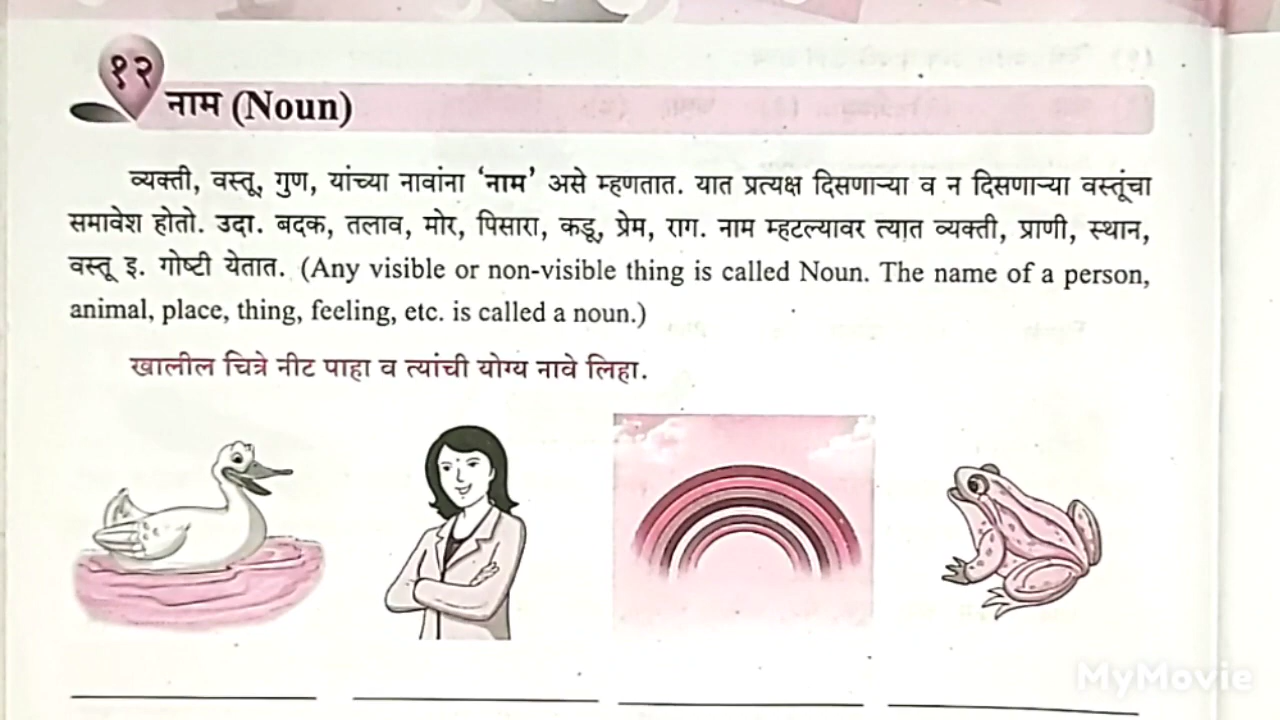 १२
नाम (Noun)
व्यक्ती, वस्तू, गुण, यांच्या नावांना ‘नाम’ असे म्हणतात. यात प्रत्यक्ष दिसणाऱ्या व न दिसणाऱ्या वस्तूंचा
समावेश होतो. उदा. बदक, तलाव, मोर, पिसारा, कडू, प्रेम, राग. नाम म्हटल्यावर त्यात व्यक्ती, प्राणी, स्थान,
वस्तू इ. गोष्टी येतात. (Any visible or non-visible thing is called Noun. The name of a person,
animal, place, thing, feeling, etc. is called a noun.)
खालील चित्रे नीट पाहा व त्यांची योग्य नावे लिहा.
MyMovie